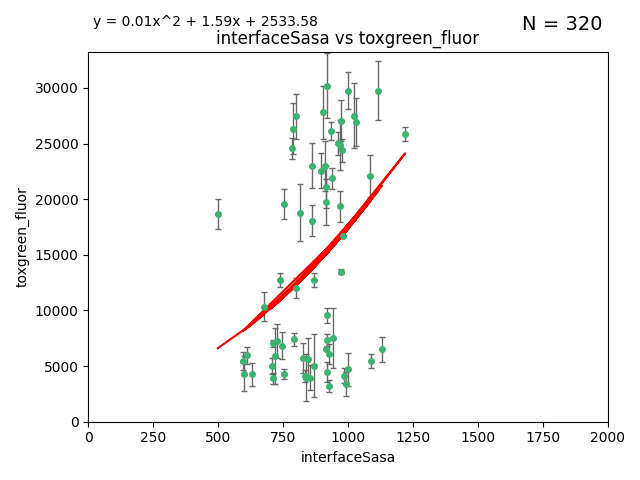 y = 0.01x^2 + 1.59x + 2533.58
N = 320
interfaceSasa vs toxgreen_fluor
30000
25000
20000
15000
10000
5000
0
toxgreen_fluor
0 250 500 750 1000 1250 1500 1750 2000
interfaceSasa